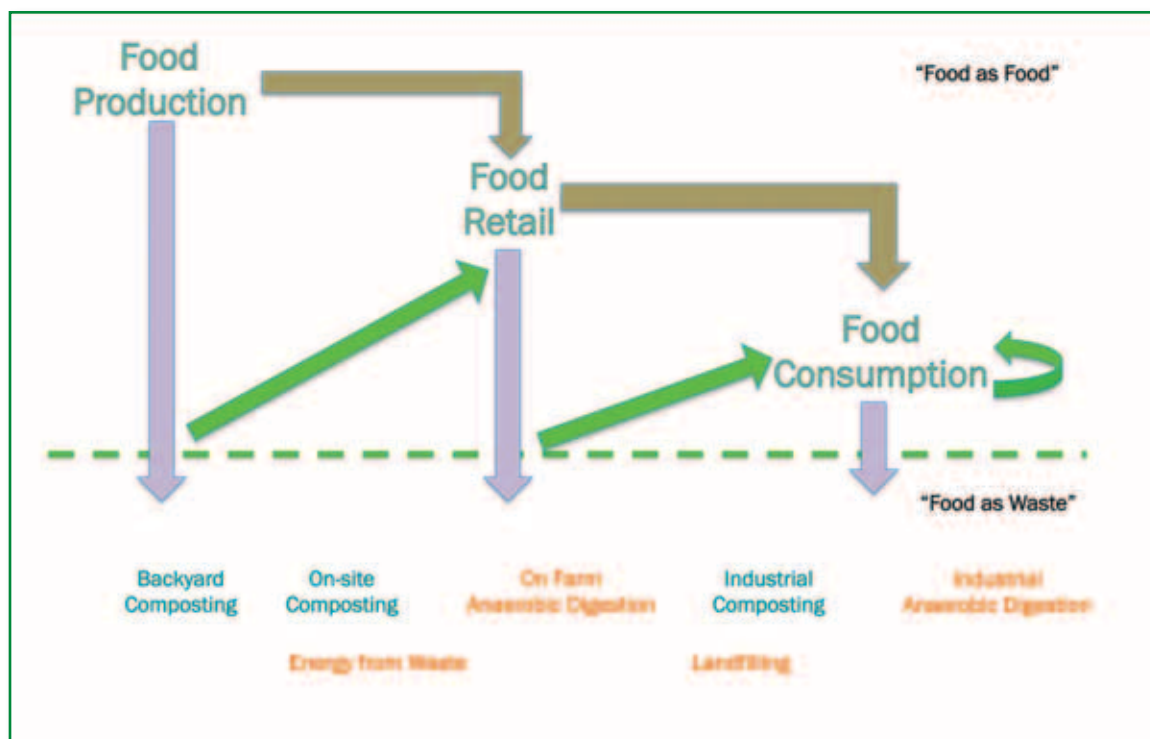 Food
Production
"Food as Food"
Food
Retail
Food
Consumption
"Food as Waste"
Backyard
Composting
On-site
Composting
On Farm
Anaerobic Digestion
Industrial
Composting
Industrial
Anaerobic Digestion
Energy from Waste
Landfilling